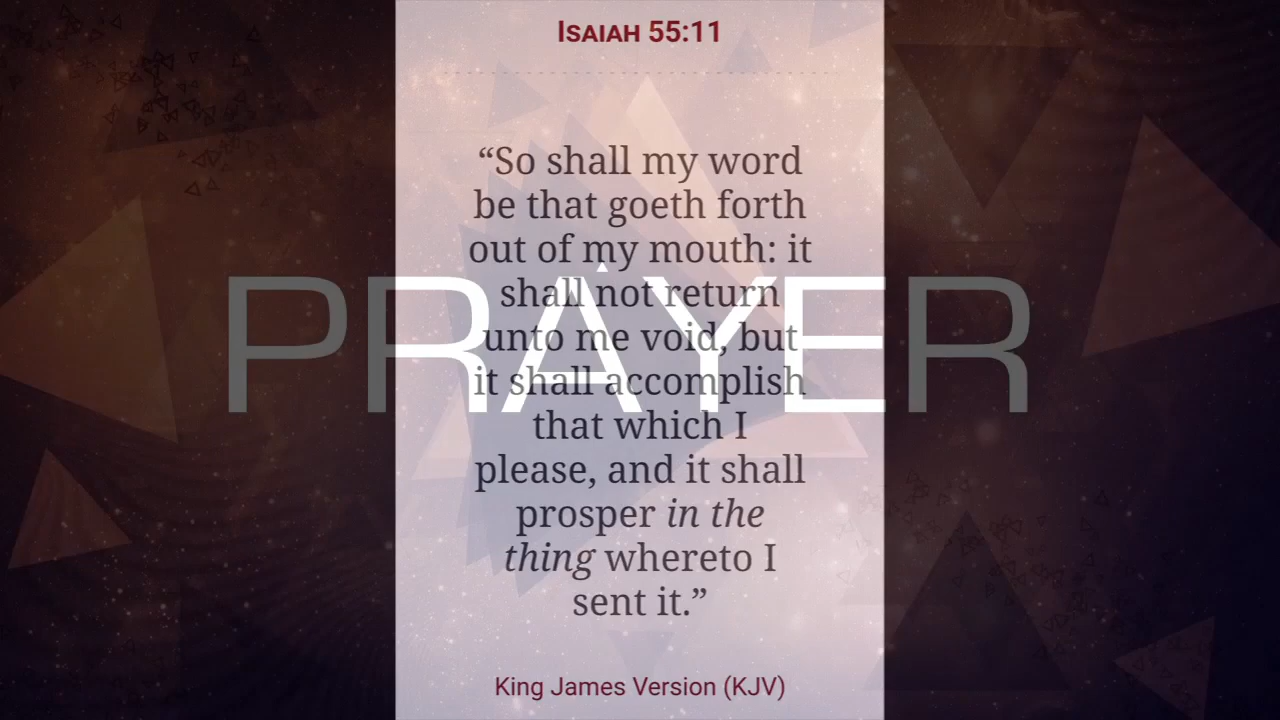 Isaiah 55:11
“So shall my word
be that goeth forth
out of my mouth: it
shall not return
unto me void, but
it shall accomplish
that which I
please, and it shall
prosper in the
thing whereto I
sent it.”
King James Version (KJV)
PRAYER